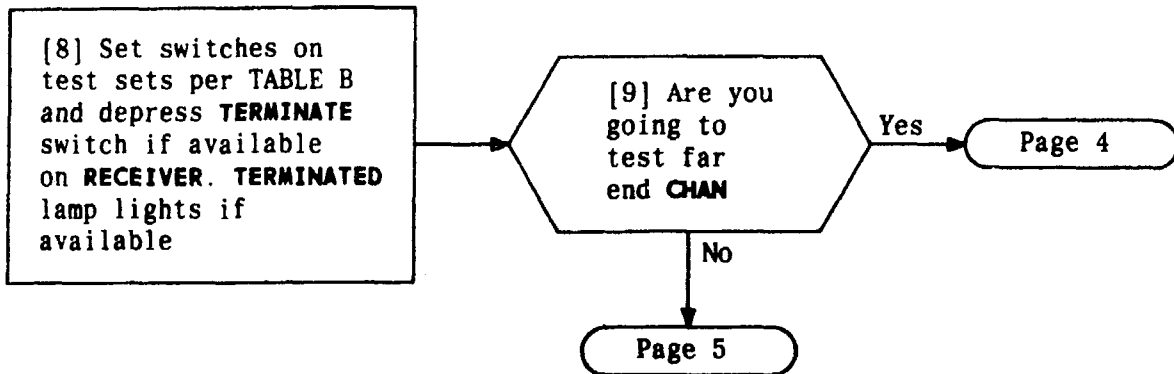 [8] Set switches on
test sets per TABLE B
and depress TERMINATE
switch if available
on RECEIVER. TERMINATED
lamp lights if
available
[9] Are you
going to
test far
end CHAN
Yes
Page 4
No
Page 5